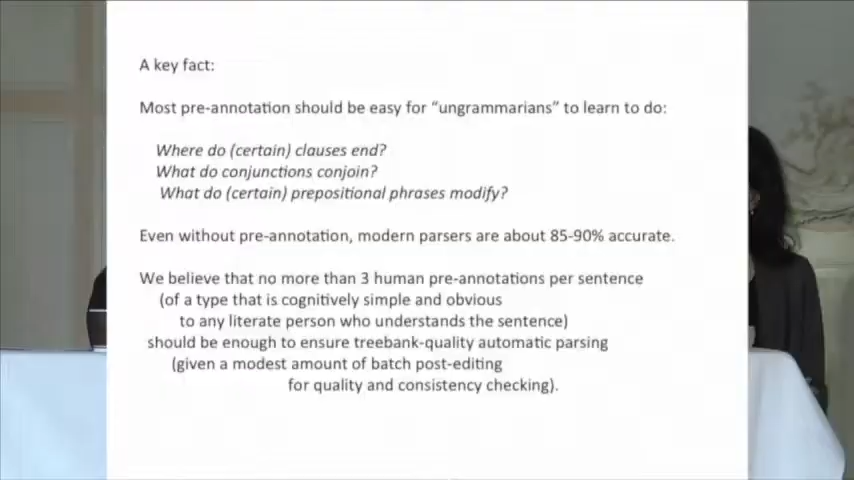 A key fact:
Most pre-annotation should be easy for "ungrammarians" to learn to do:
Where do (certain) clauses end?
What do conjunctions conjoin?
What do (certain) prepositional phrases modify?
Even without pre-annotation, modern parsers are about 85-90% accurate.
We believe that no more than 3 human pre-annotations per sentence
(of a type that is cognitively simple and obvious
to any literate person who understands the sentence)
should be enough to ensure treebank-quality automatic parsing
(given a modest amount of batch post-editing
for quality and consistency checking).